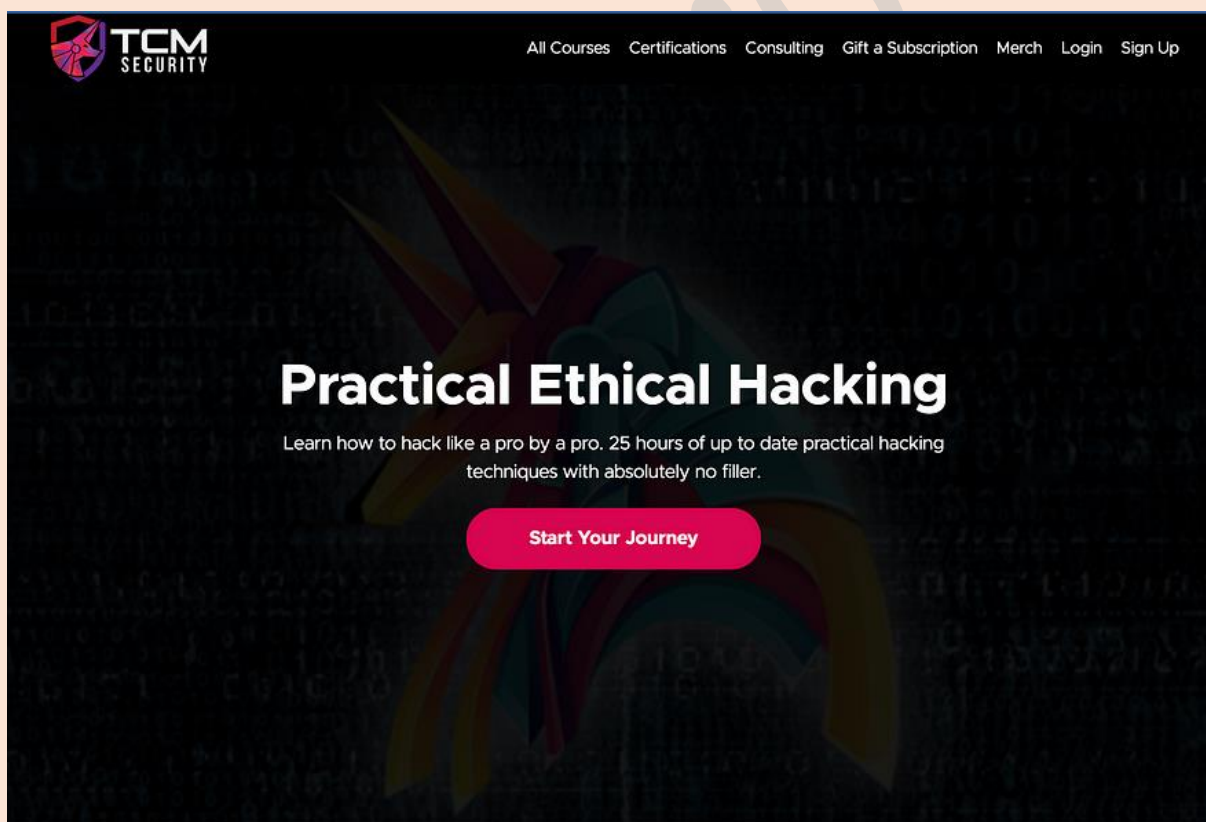 TCM
SECURITY
All Courses Certifications Consulting Gift a Subscription Merch Login Sign Up
Practical Ethical Hacking
Learn how to hack like a pro by a pro. 25 hours of up to date practical hacking
techniques with absolutely no filler.
Start Your Journey